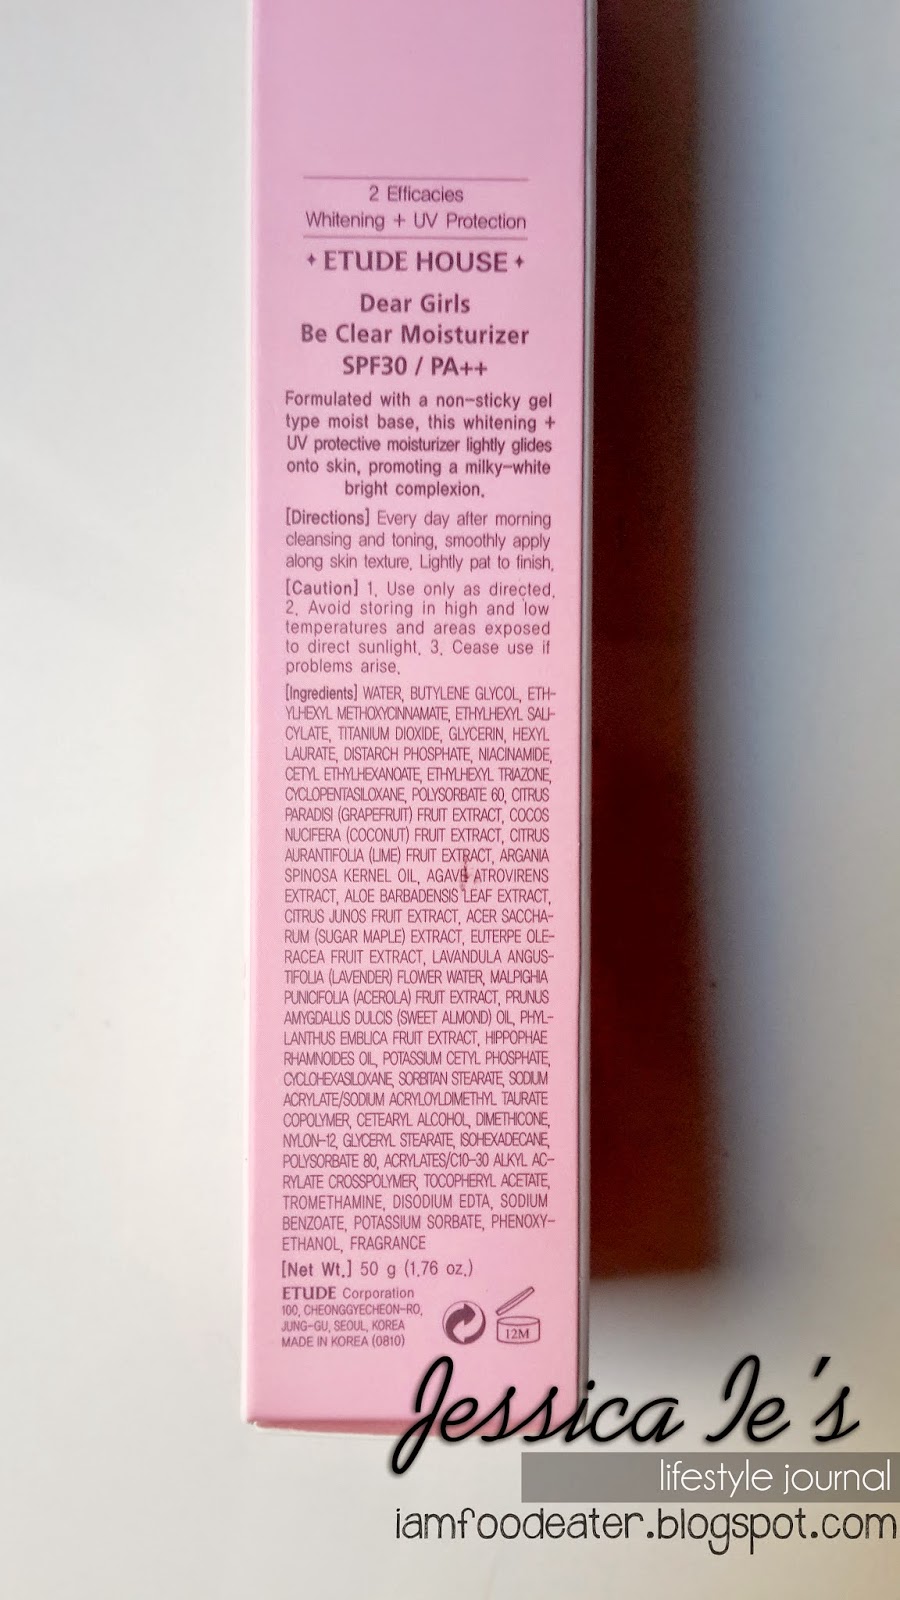 2 Efficacies
Whitening + UV Protection
✦ ETUDE HOUSE ✦
Dear Girls
Be Clear Moisturizer
SPF30 / PA++
Formulated with a non-sticky gel
type moist base, this whitening +
UV protective moisturizer lightly glides
onto skin, promoting a milky-white
bright complexion.
[Directions] Every day after morning
cleansing and toning, smoothly apply
along skin texture. Lightly pat to finish.
[Caution] 1. Use only as directed.
2. Avoid storing in high and low
temperatures and areas exposed
to direct sunlight. 3. Cease use if
problems arise.
[Ingredients] WATER, BUTYLENE GLYCOL, ETH-
YLHEXYL METHOXYCINNAMATE, ETHYLHEXYL SALI-
CYLATE, TITANIUM DIOXIDE, GLYCERIN, HEXYL
LAURATE, DISTARCH PHOSPHATE, NIACINAMIDE,
CETYL ETHYLHEXANOATE, ETHYLHEXYL TRIAZONE,
CYCLOPENTASILOXANE, POLYSORBATE 60, CITRUS
PARADISI (GRAPEFRUIT) FRUIT EXTRACT, COCOS
NUCIFERA (COCONUT) FRUIT EXTRACT, CITRUS
AURANTIFOLIA (LIME) FRUIT EXTRACT, ARGANIA
SPINOSA KERNEL OIL, AGAVE ATROVIRENS
EXTRACT, ALOE BARBADENSIS LEAF EXTRACT,
CITRUS JUNOS FRUIT EXTRACT, ACER SACCHA-
RUM (SUGAR MAPLE) EXTRACT, EUTERPE OLE-
RACEA FRUIT EXTRACT, LAVANDULA ANGUS-
TIFOLIA (LAVENDER) FLOWER WATER, MALPIGHIA
PUNICIFOLIA (ACEROLA) FRUIT EXTRACT, PRUNUS
AMYGDALUS DULCIS (SWEET ALMOND) OIL, PHYL-
LANTHUS EMBLICA FRUIT EXTRACT, HIPPOPHAE
RHAMNOIDES OIL, POTASSIUM CETYL PHOSPHATE,
CYCLOHEXASILOXANE, SORBITAN STEARATE, SODIUM
ACRYLATE/SODIUM ACRYLOYLDIMETHYL TAURATE
COPOLYMER, CETEARYL ALCOHOL, DIMETHICONE,
NYLON-12, GLYCERYL STEARATE, ISOHEXADECANE,
POLYSORBATE 80, ACRYLATES/C10-30 ALKYL AC-
RYLATE CROSSPOLYMER, TOCOPHERYL ACETATE,
TROMETHAMINE, DISODIUM EDTA, SODIUM
BENZOATE, POTASSIUM SORBATE, PHENOXY-
ETHANOL, FRAGRANCE
[Net Wt.] 50 g (1.76 oz.)
ETUDE Corporation
100, CHEONGGYECHEON-RO,
JUNG-GU, SEOUL, KOREA
MADE IN KOREA (0810)
12M
Jessica Ie's
lifestyle journal
iamfoodeater.blogspot.com